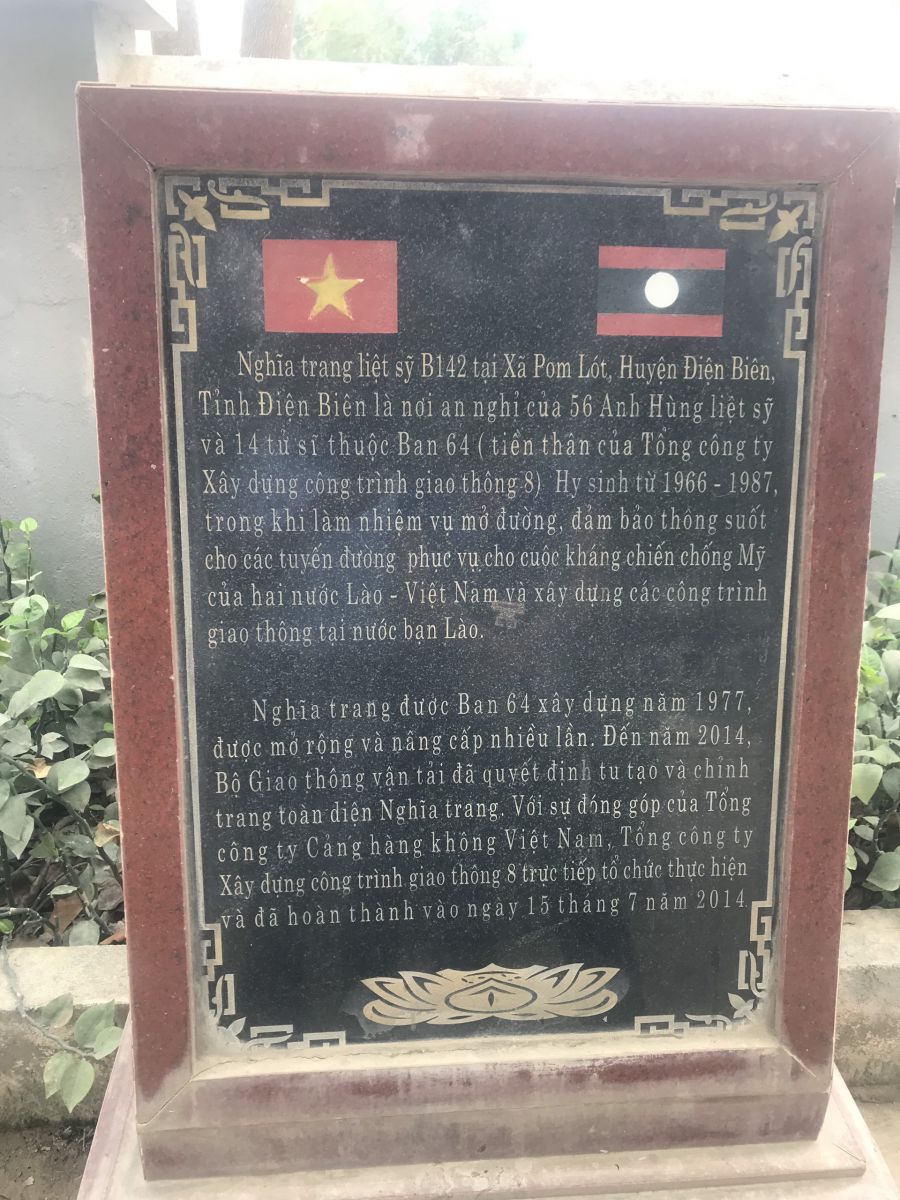 Nghĩa trang liệt sỹ B142 tại Xã Pom Lót, Huyện Điện Biên,
Tỉnh Điện Biên là nơi an nghỉ của 56 Anh Hùng liệt sỹ
và 14 tử sĩ thuộc Ban 64 ( tiền thân của Tổng công ty
Xây dựng công trình giao thông 8) Hy sinh từ 1966 - 1987,
trong khi làm nhiệm vụ mở đường, đảm bảo thông suốt
cho các tuyến đường phục vụ cho cuôc kháng chiến chống Mỹ
của hai nước Lào - Việt Nam và xây dựng các công trình
giao thông tại nước bạn Lào.
Nghĩa trang được Ban 64 xây dựng năm 1977,
được mở rộng và nâng cấp nhiều lần. Đến năm 2014,
Bộ Giao thông vận tải đã quyết định tu tạo và chỉnh
trang toàn diện Nghĩa trang. Với sự đóng góp của Tổng
công ty Cảng hàng không Việt Nam, Tổng công ty
Xây dựng công trình giao thông 8 trực tiếp tổ chức thực hiện
và đã hoàn thành vào ngày 15 tháng 7 năm 2014.